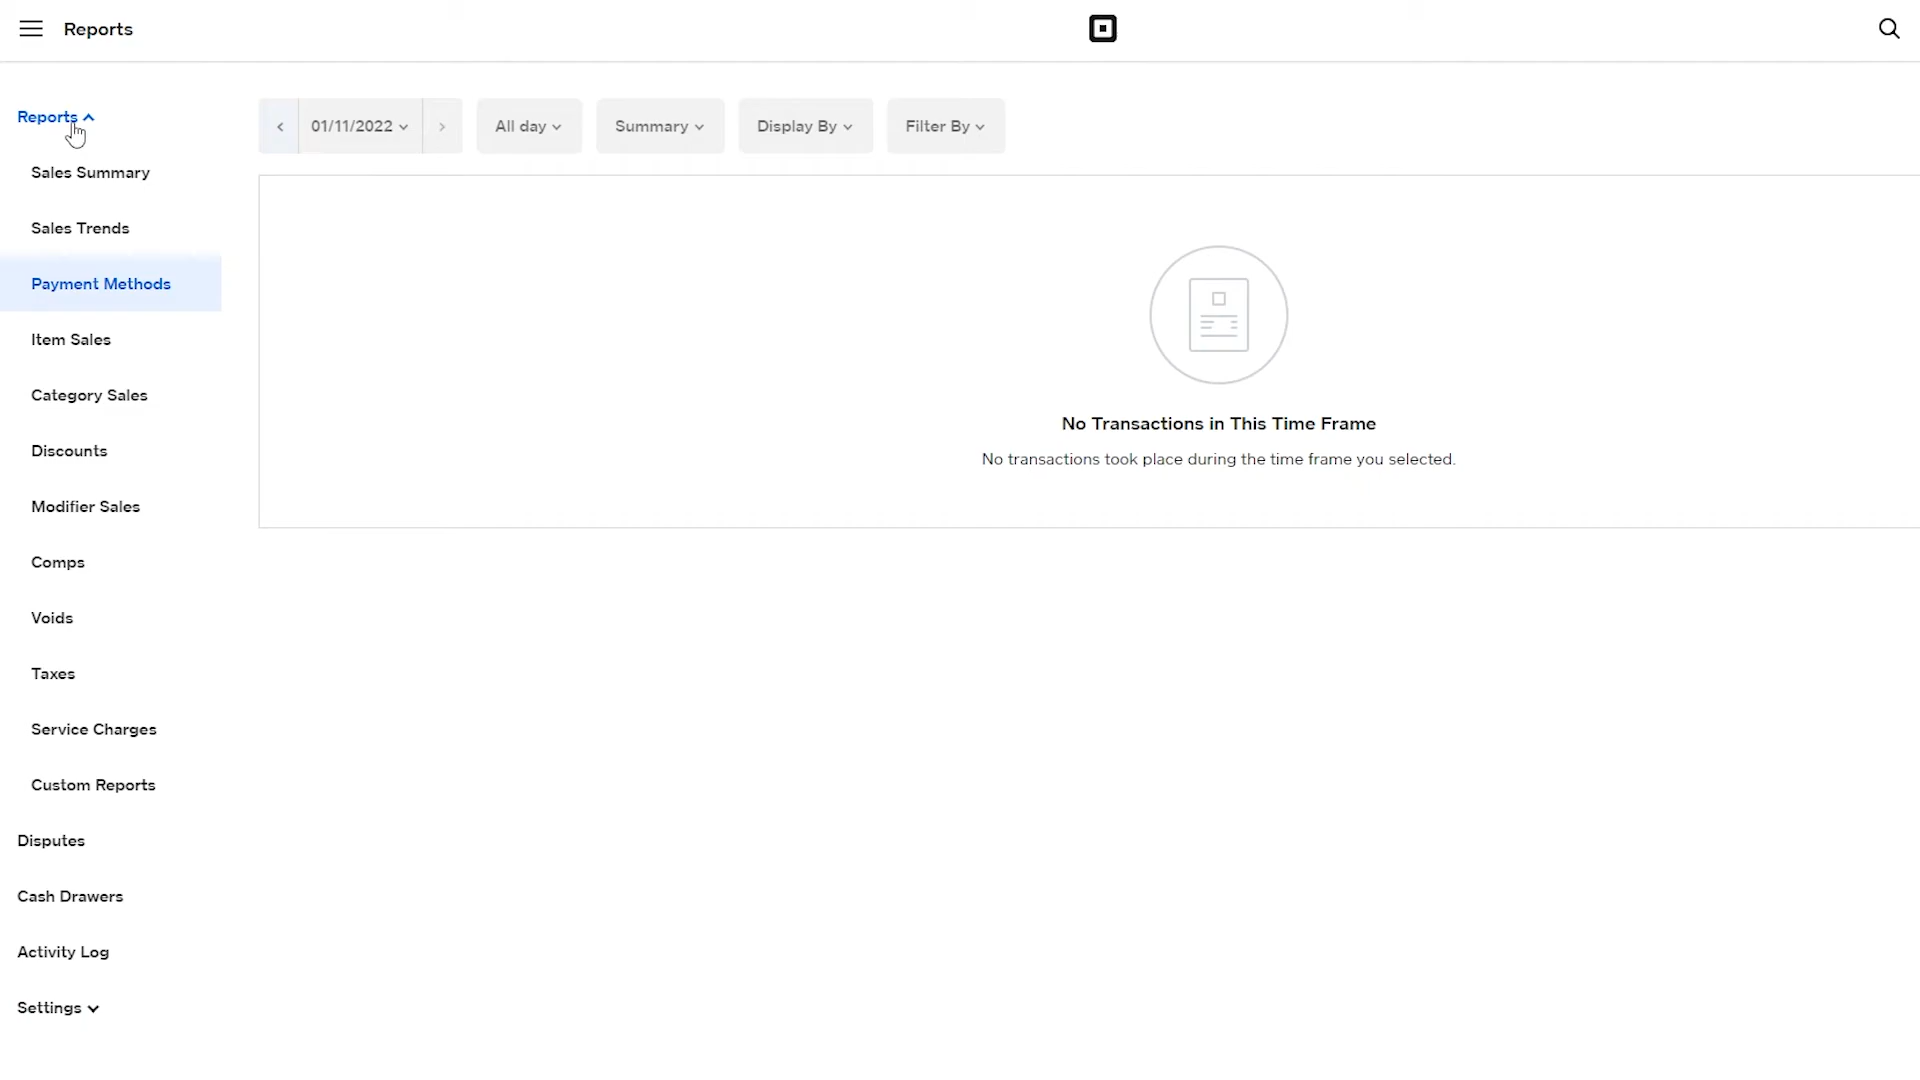 Reports
Reports
01/11/2022
All day
Summary
Display By
Filter By
Sales Summary
Sales Trends
Payment Methods
Item Sales
Category Sales
Discounts
Modifier Sales
Comps
Voids
Taxes
Service Charges
Custom Reports
Disputes
Cash Drawers
Activity Log
Settings
No Transactions in This Time Frame
No transactions took place during the time frame you selected.